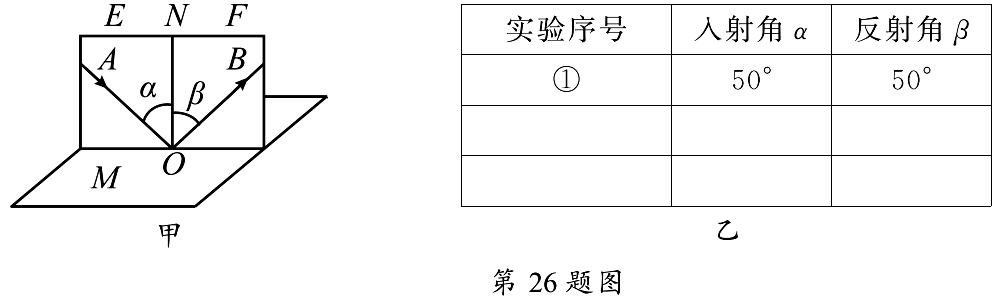 E N F
A B
α β
O
M
甲
实验序号 入射角 α 反射角 β
① 50° 50°
乙
第 26 题图